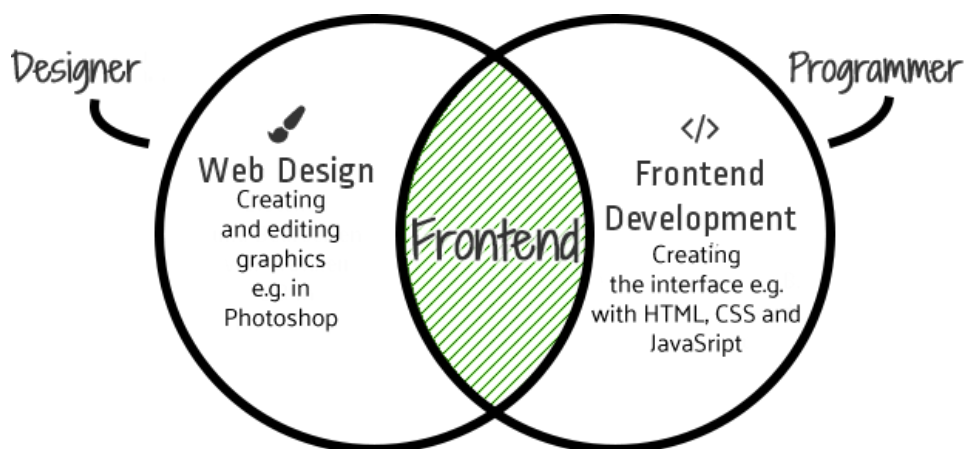 Designer
Programmer
</>
Web Design
Creating
and editing
graphics
e.g. in
Photoshop
Frontend
Frontend
Development
Creating
the interface e.g.
with HTML, CSS and
JavaSript